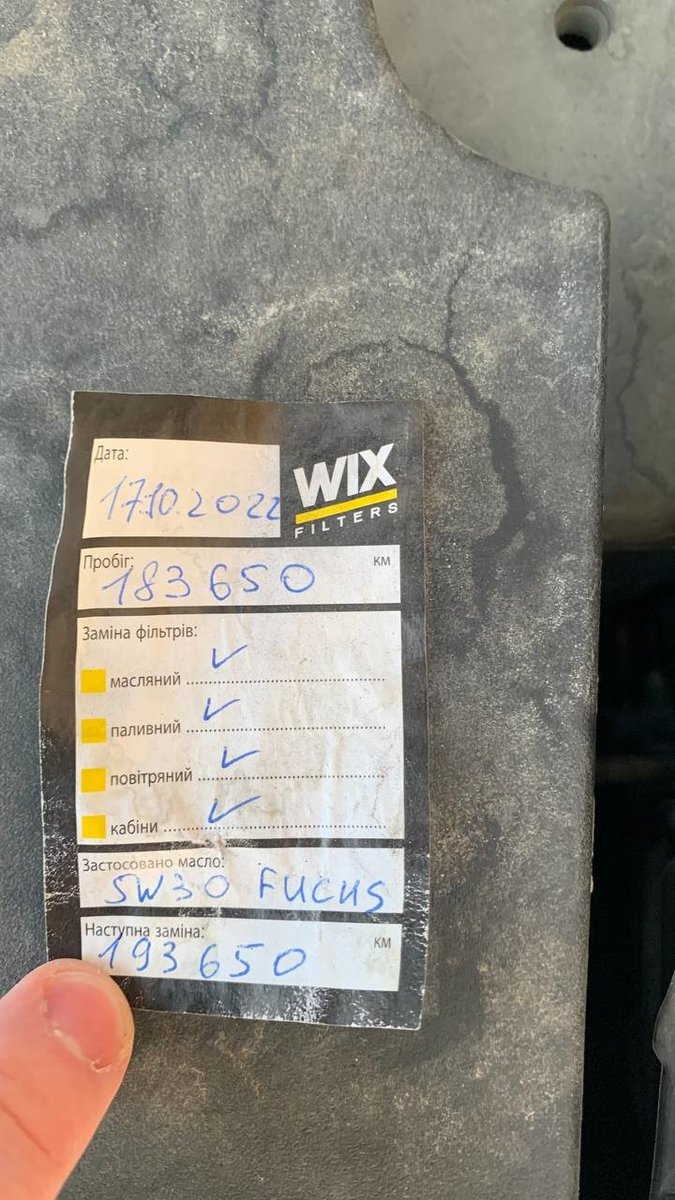 Дата:
17.10.2022
WIX
FILTERS
Пробіг:
183650 км
Заміна фільтрів:
масляний
паливний
повітряний
кабіни
Застосовано масло:
5W30 FUCHS
Наступна заміна:
193650 км